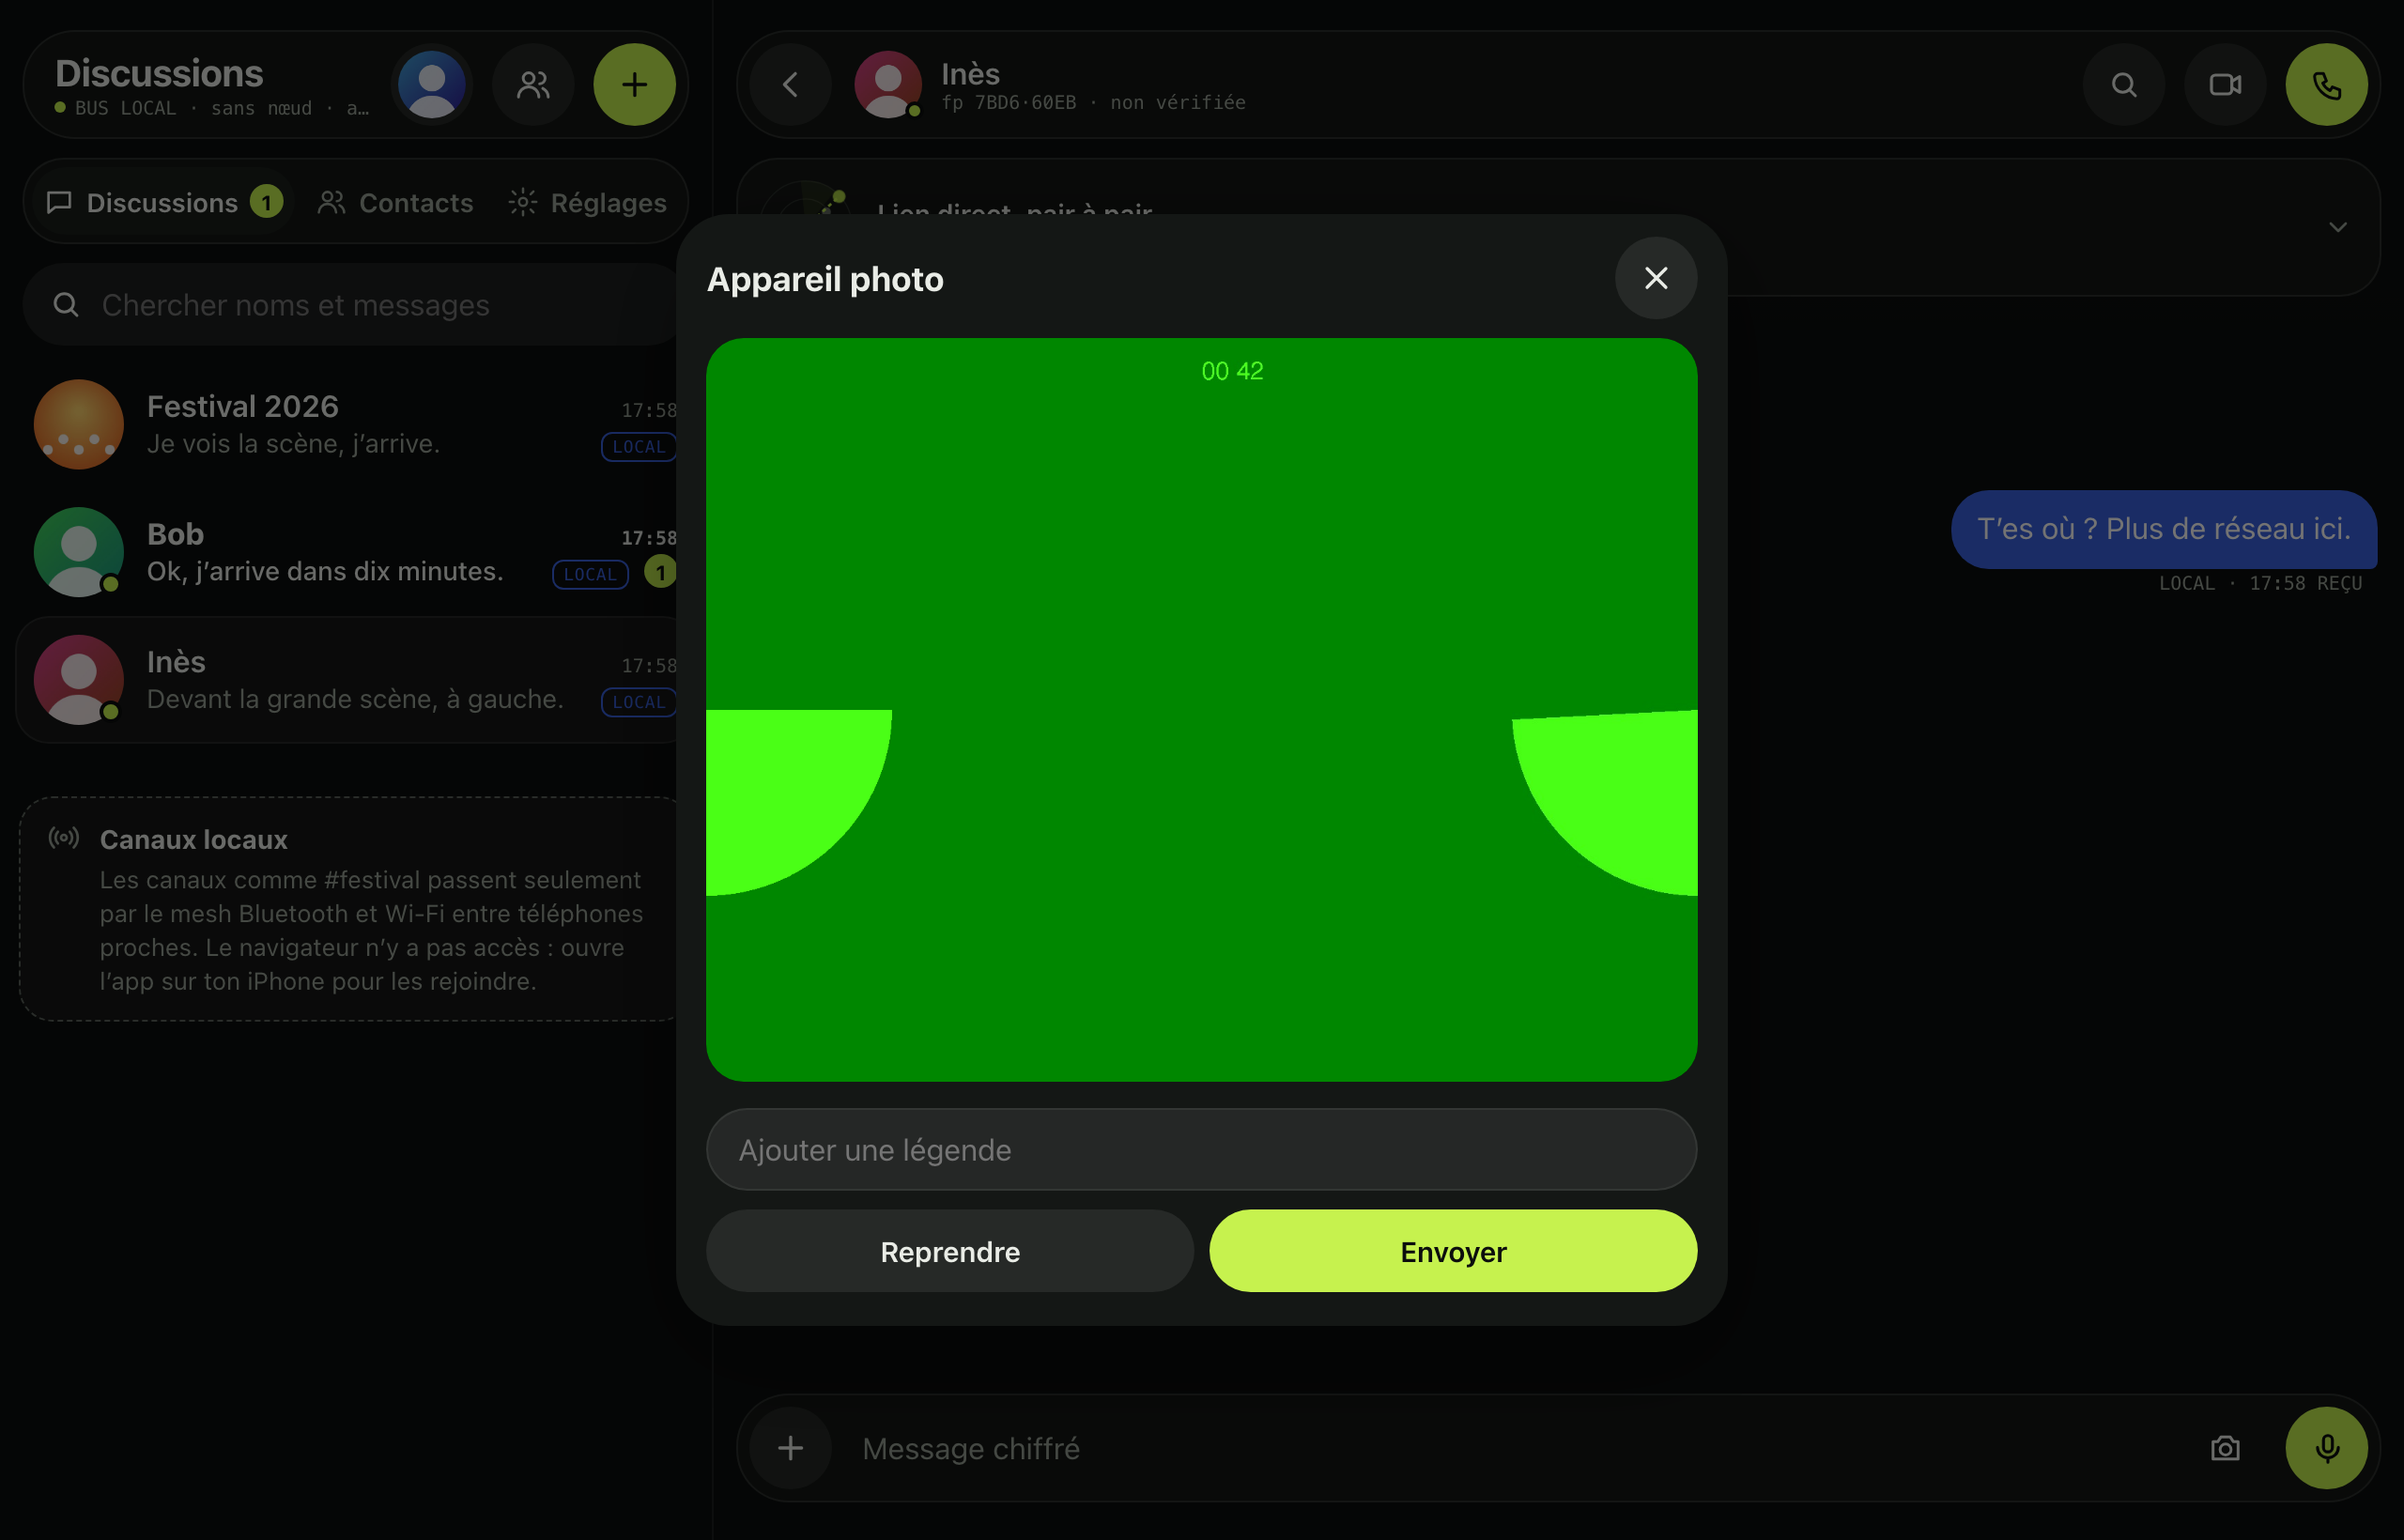 Discussions
BUS LOCAL · sans nœud · a…
Discussions 1
Contacts
Réglages
Chercher noms et messages
Festival 2026
17:58
Je vois la scène, j’arrive.
LOCAL
Bob
17:58
Ok, j’arrive dans dix minutes.
LOCAL
1
Inès
17:58
Devant la grande scène, à gauche.
LOCAL
Canaux locaux
Les canaux comme #festival passent seulement
par le mesh Bluetooth et Wi-Fi entre téléphones
proches. Le navigateur n’y a pas accès : ouvre
l’app sur ton iPhone pour les rejoindre.
Inès
fp 7BD6·60EB · non vérifiée
Lien direct, pair à pair
T’es où ? Plus de réseau ici.
LOCAL · 17:58 REÇU
Appareil photo
00 42
Ajouter une légende
Reprendre
Envoyer
Message chiffré